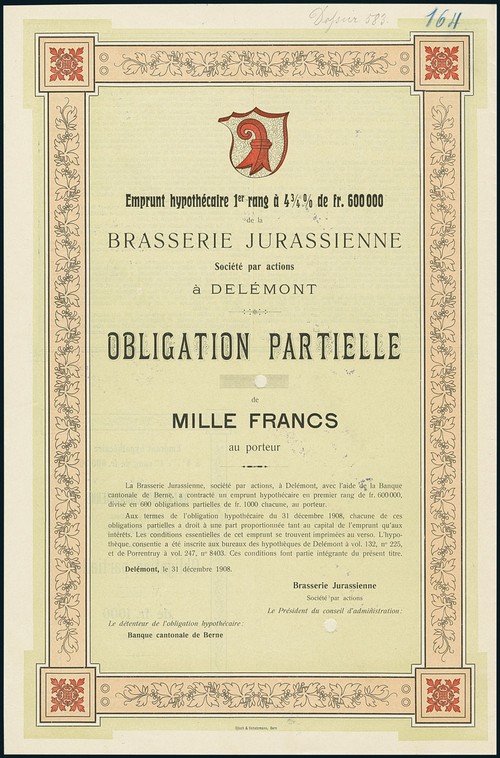 164
Emprunt hypothécaire 1er rang à 4¾% de fr. 600 000
de la
BRASSERIE JURASSIENNE
Société par actions
à DELÉMONT
OBLIGATION PARTIELLE
de
MILLE FRANCS
au porteur
La Brasserie Jurassienne, société par actions, à Delémont, avec l'aide de la Banque
cantonale de Berne, a contracté un emprunt hypothécaire en premier rang de fr. 600,000,
divisé en 600 obligations partielles de fr. 1000 chacune, au porteur.
Aux termes de l'obligation hypothécaire du 31 décembre 1908, chacune de ces
obligations partielles a droit à une part proportionnée tant au capital de l'emprunt qu'aux
intérêts. Les conditions essentielles de cet emprunt se trouvent imprimées au verso. L'hypo-
thèque, consentie a été inscrite aux bureaux des hypothèques de Delémont à vol. 132, nº 225,
et de Porrentruy à vol. 247, nº 8403. Ces conditions font partie intégrante du présent titre.
Delémont, le 31 décembre 1908.
Brasserie Jurassienne
Société par actions
Le Président du conseil d'administration:
Le détenteur de l'obligation hypothécaire:
Banque cantonale de Berne